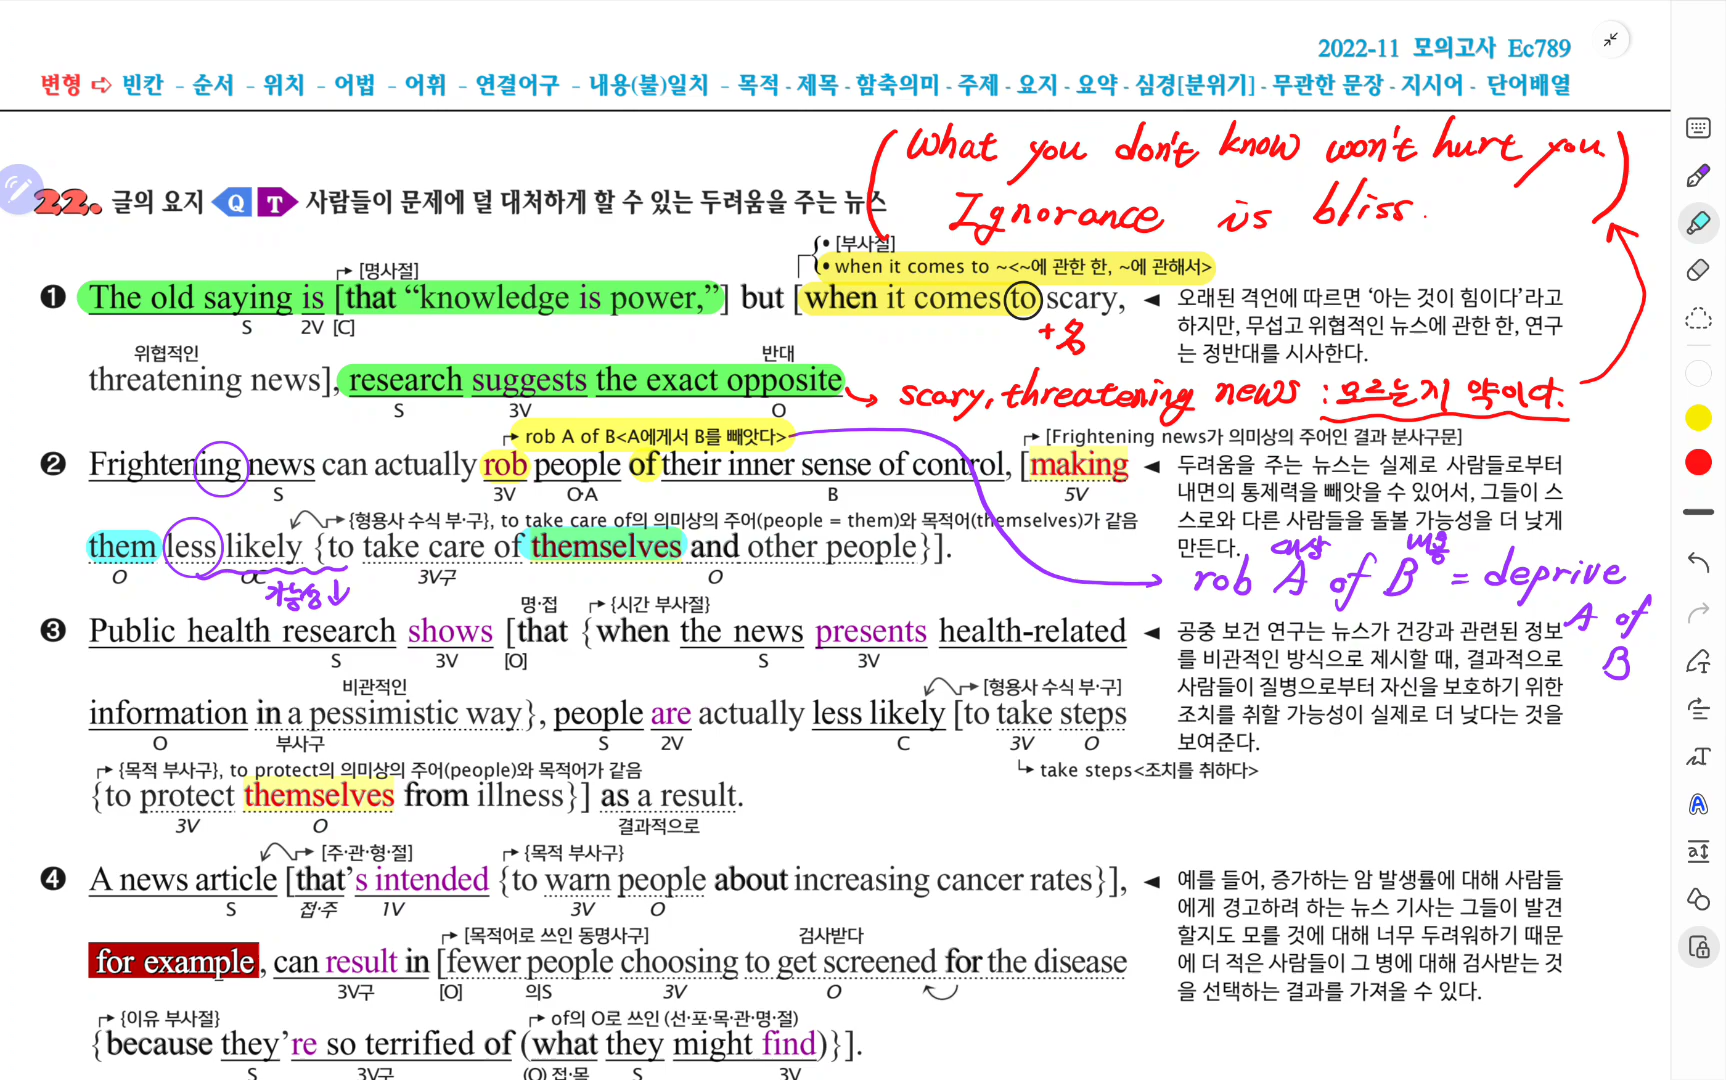 2022-11 모의고사 Ec789
변형 ⇨ 빈칸 - 순서 - 위치 - 어법 - 어휘 - 연결어구 - 내용(불)일치 - 목적 - 제목 - 함축의미 - 주제 - 요지 - 요약 - 심경[분위기] - 무관한 문장 - 지시어 - 단어배열
(What you don't know won't hurt you)
Ignorance is bliss.
22. 글의 요지 Q T 사람들이 문제에 덜 대처하게 할 수 있는 두려움을 주는 뉴스
• [부사절]
[명사절] • when it comes to ~<~에 관한 한, ~에 관해서>
❶ The old saying is [that “knowledge is power,”] but [when it comes to scary,
S 2V [C] +名
위협적인 반대
threatening news], research suggests the exact opposite
S 3V O
scary, threatening news : 모르는게 약이다.
◄ 오래된 격언에 따르면 ‘아는 것이 힘이다’라고
하지만, 무섭고 위협적인 뉴스에 관한 한, 연구
는 정반대를 시사한다.
rob A of B<A에게서 B를 빼앗다> [Frightening news가 의미상의 주어인 결과 분사구문]
❷ Frightening news can actually rob people of their inner sense of control, [making
S 3V O·A B 5V
{형용사 수식 부·구}, to take care of의 의미상의 주어(people = them)와 목적어(themselves)가 같음
them less likely {to take care of themselves and other people}].
O OC 3V구 O
가능성↓
◄ 두려움을 주는 뉴스는 실제로 사람들로부터
내면의 통제력을 빼앗을 수 있어서, 그들이 스
스로와 다른 사람들을 돌볼 가능성을 더 낮게
만든다.
대상 내용
rob A of B = deprive
A of
B
명·접 {시간 부사절}
❸ Public health research shows [that {when the news presents health-related
S 3V [O] S 3V
비관적인 [형용사 수식 부·구]
information in a pessimistic way}, people are actually less likely [to take steps
O 부사구 S 2V C 3V O
{목적 부사구}, to protect의 의미상의 주어(people)와 목적어가 같음 take steps<조치를 취하다>
{to protect themselves from illness}] as a result.
3V O 결과적으로
◄ 공중 보건 연구는 뉴스가 건강과 관련된 정보
를 비관적인 방식으로 제시할 때, 결과적으로
사람들이 질병으로부터 자신을 보호하기 위한
조치를 취할 가능성이 실제로 더 낮다는 것을
보여준다.
[주·관·형·절] {목적 부사구}
❹ A news article [that’s intended {to warn people about increasing cancer rates}],
S 접·주 1V 3V O
[목적어로 쓰인 동명사구] 검사받다
for example, can result in [fewer people choosing to get screened for the disease
3V구 [O] 의S 3V O
{이유 부사절} of의 O로 쓰인 (선·포·목·관·명·절)
{because they’re so terrified of (what they might find)}].
S 3V구 (O) 접·목 S 3V
◄ 예를 들어, 증가하는 암 발생률에 대해 사람들
에게 경고하려 하는 뉴스 기사는 그들이 발견
할지도 모를 것에 대해 너무 두려워하기 때문
에 더 적은 사람들이 그 병에 대해 검사받는 것
을 선택하는 결과를 가져올 수 있다.